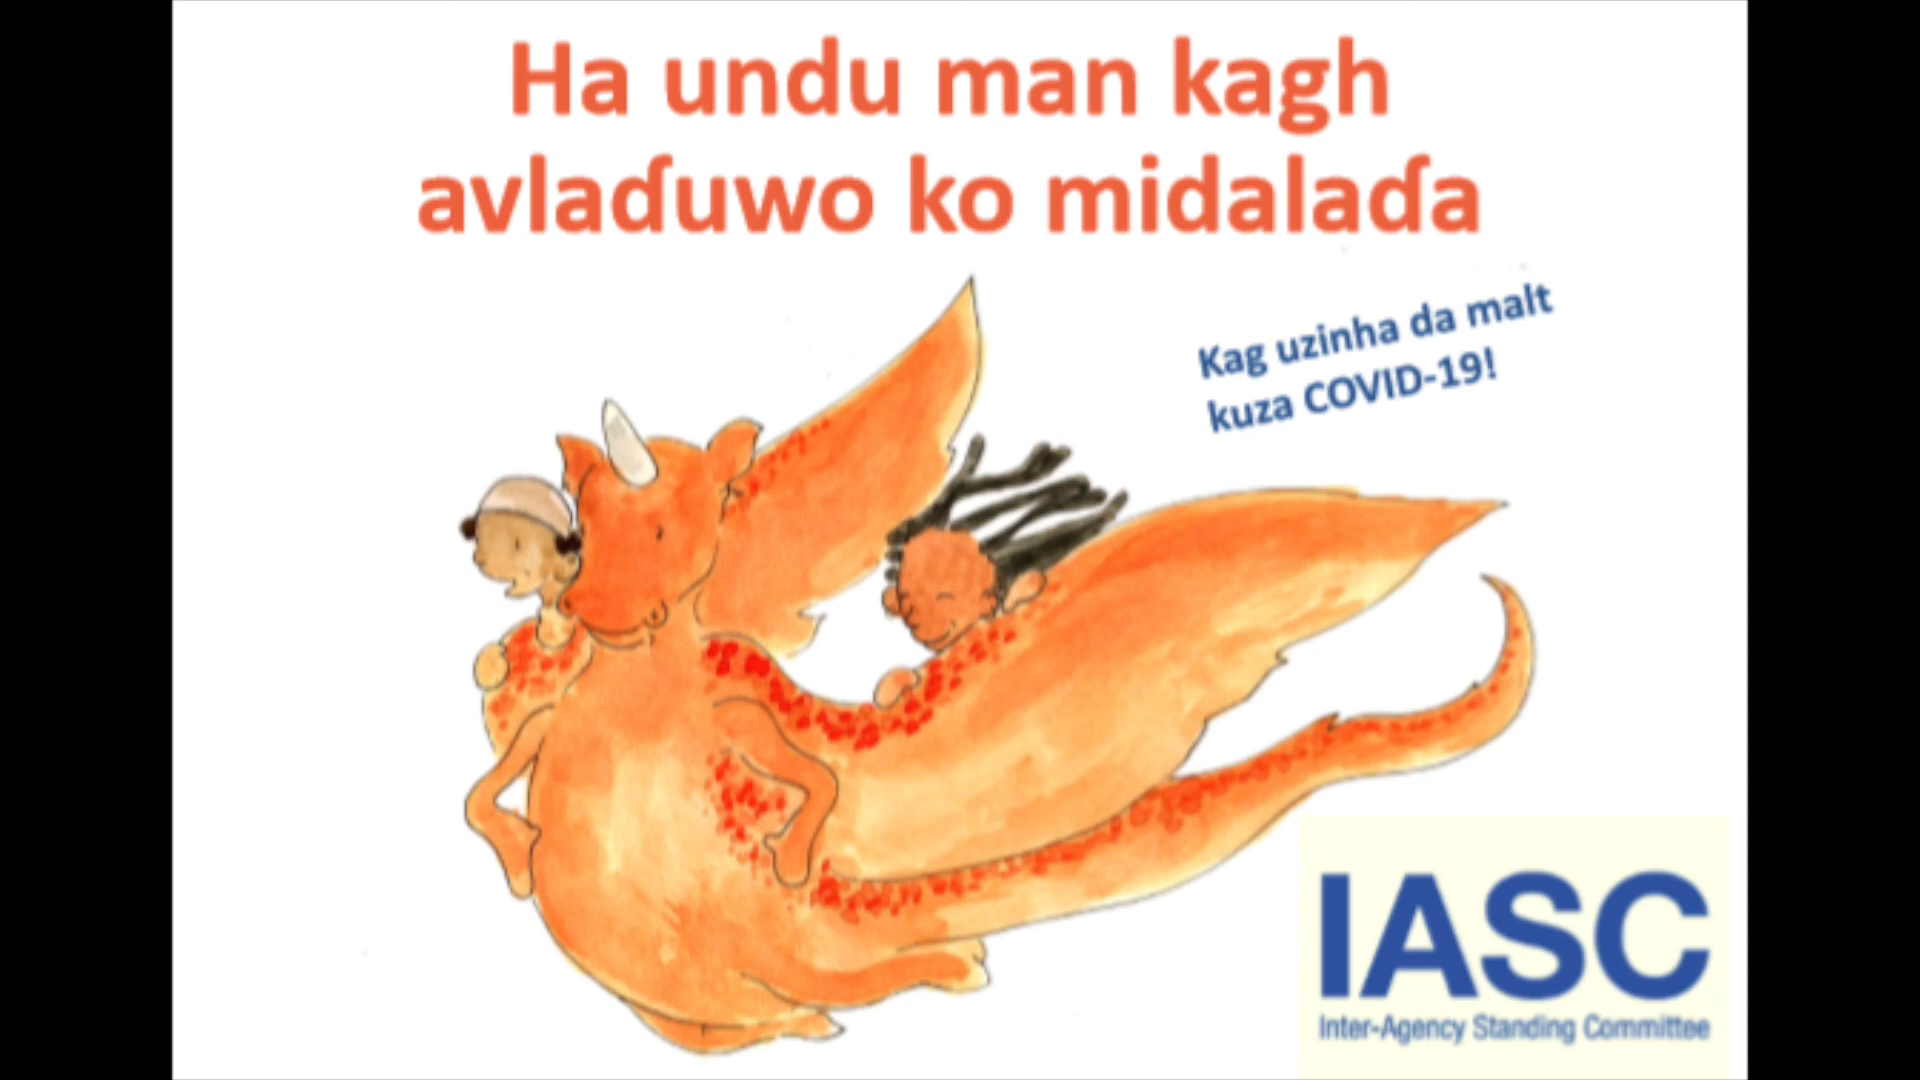 Ha undu man kagh
avlaɗuwo ko midalaɗa
Kag uzinha da malt
kuza COVID-19!
IASC
Inter-Agency Standing Committee